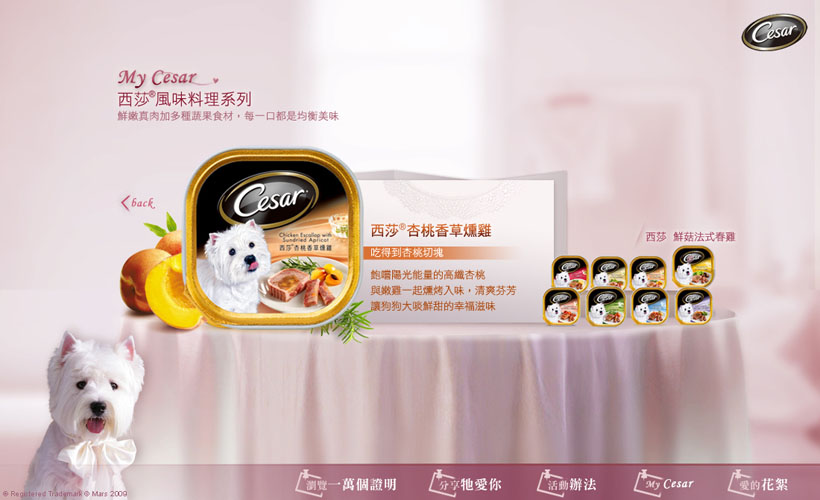 Cesar
My Cesar
西莎®風味料理系列
鮮嫩真肉加多種蔬果食材，每一口都是均衡美味
back
Cesar
Chicken Escallop with
Sundried Apricot
西莎®杏桃香草燻雞
西莎®杏桃香草燻雞
吃得到杏桃切塊
飽嚐陽光能量的高纖杏桃
與嫩雞一起燻烤入味，清爽芬芳
讓狗狗大啖鮮甜的幸福滋味
西莎 鮮菇法式春雞
瀏覽一萬個證明
分享牠愛你
活動辦法
My Cesar
愛的花絮
® Registered Trademark © Mars 2009